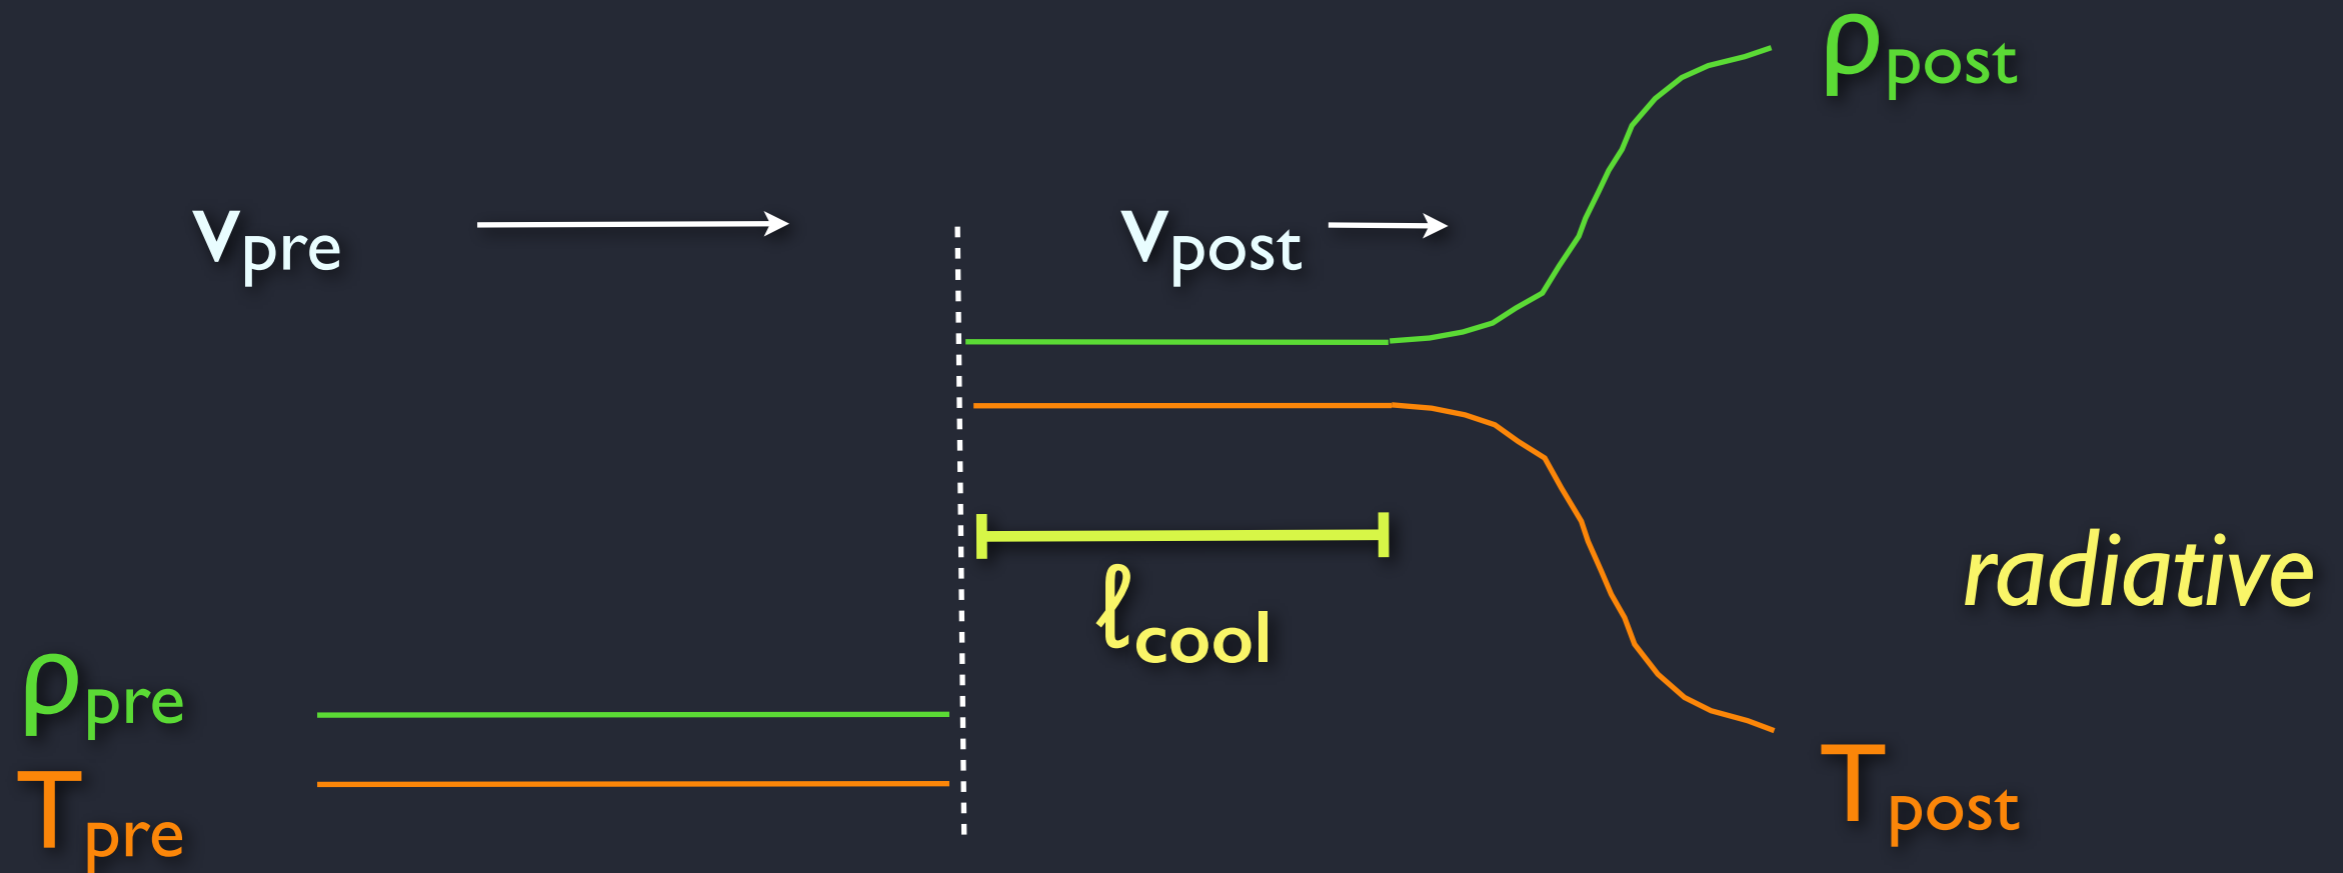 ρpost
vpre
vpost
radiative
ℓcool
ρpre
Tpre
Tpost